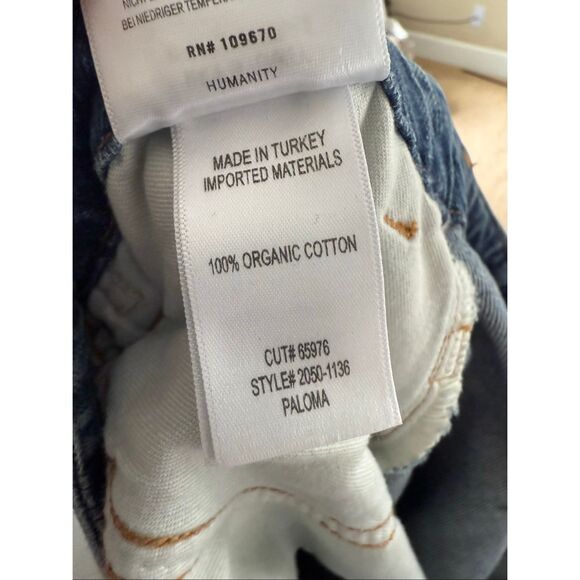 BEI NIEDRIGER TEMPERA
RN# 109670
HUMANITY
MADE IN TURKEY
IMPORTED MATERIALS
100% ORGANIC COTTON
CUT# 65976
STYLE# 2050-1136
PALOMA